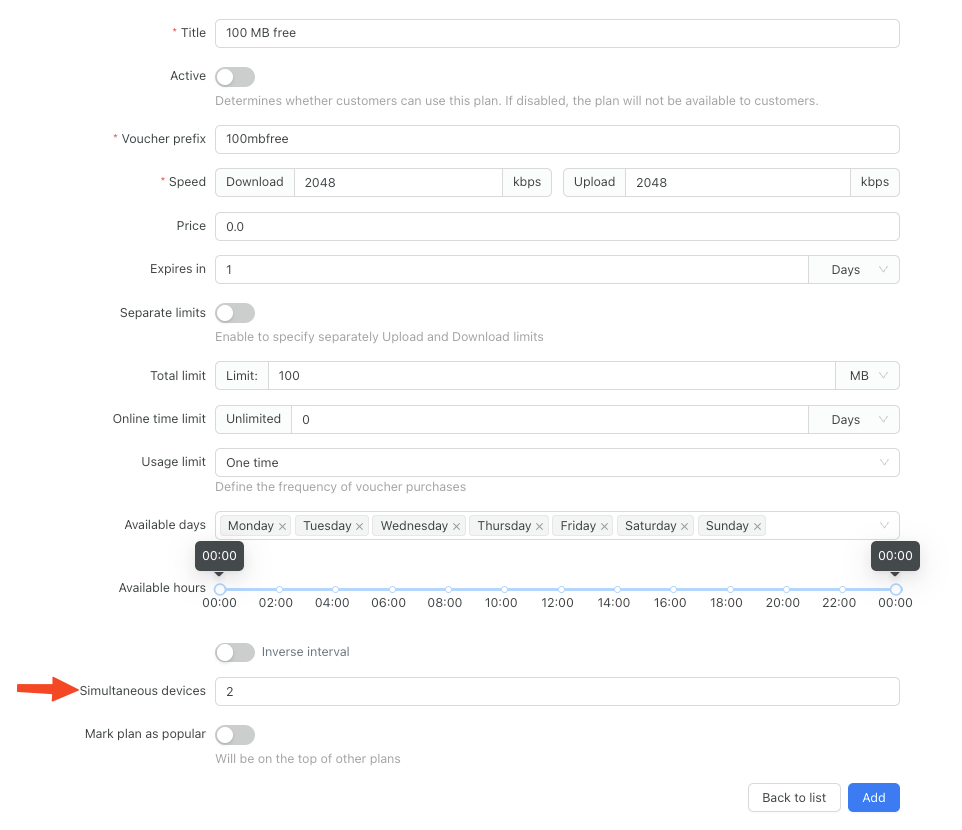 * Title 100 MB free
Active
Determines whether customers can use this plan. If disabled, the plan will not be available to customers.
* Voucher prefix 100mbfree
* Speed Download 2048 kbps Upload 2048 kbps
Price 0.0
Expires in 1 Days
Separate limits
Enable to specify separately Upload and Download limits
Total limit Limit: 100 MB
Online time limit Unlimited 0 Days
Usage limit One time
Define the frequency of voucher purchases
Available days Monday × Tuesday × Wednesday × Thursday × Friday × Saturday × Sunday ×
00:00 00:00
Available hours
00:00 02:00 04:00 06:00 08:00 10:00 12:00 14:00 16:00 18:00 20:00 22:00 00:00
Inverse interval
Simultaneous devices 2
Mark plan as popular
Will be on the top of other plans
Back to list Add